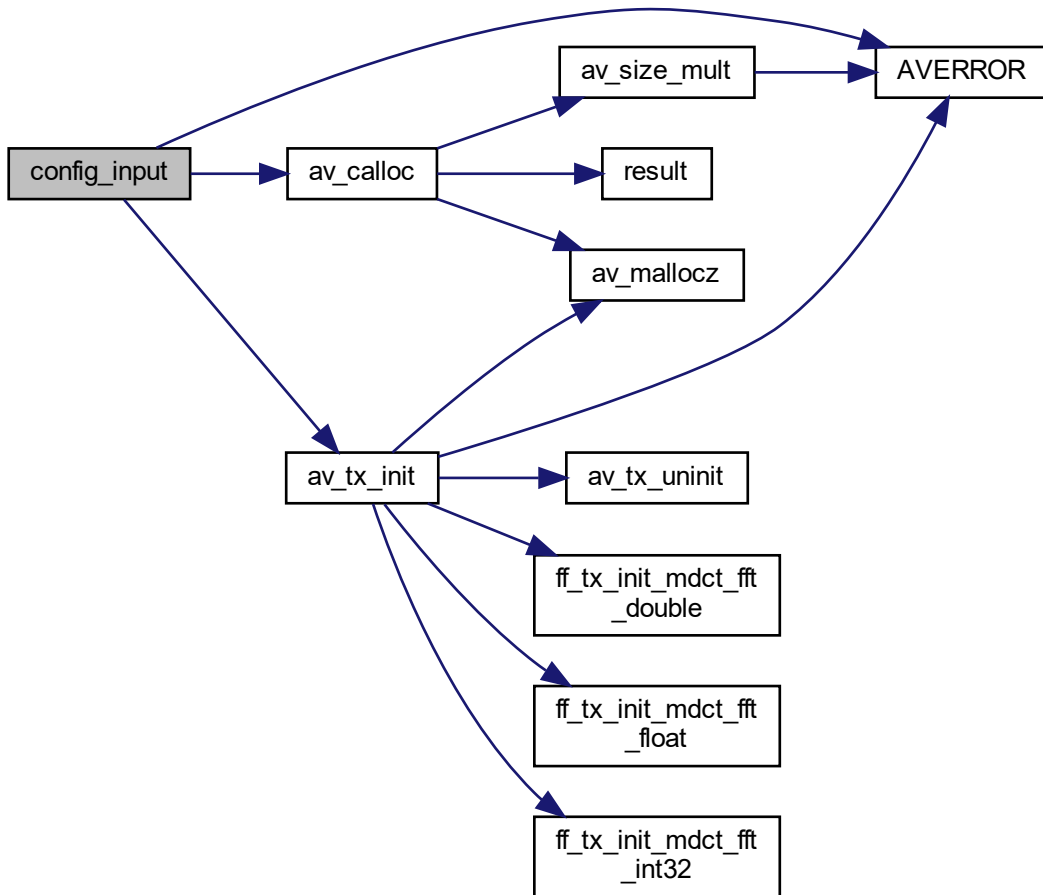 av_size_mult
AVERROR
config_input
av_calloc
result
av_mallocz
av_tx_init
av_tx_uninit
ff_tx_init_mdct_fft
_double
ff_tx_init_mdct_fft
_float
ff_tx_init_mdct_fft
_int32